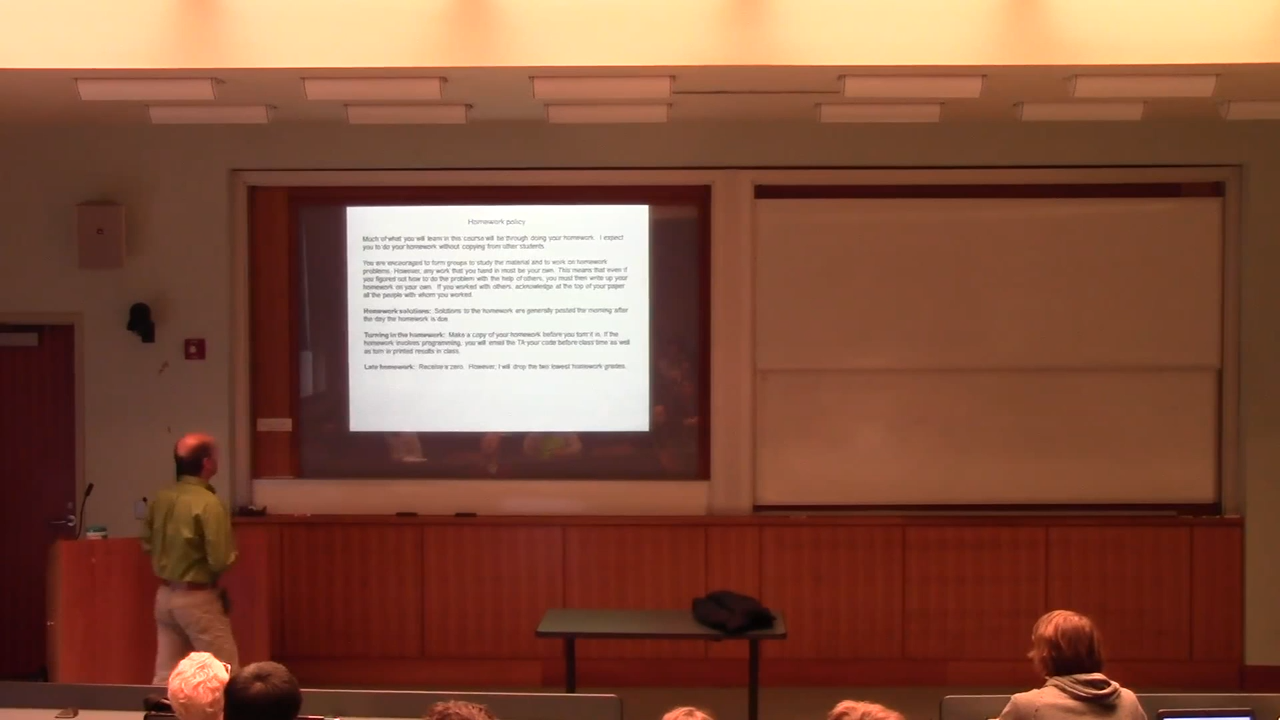 Homework policy
Much of what you will learn in this course will be through doing your homework. I expect
you to do your homework without copying from other students.
You are encouraged to form groups to study the material and to work on homework
problems. However, any work that you hand in must be your own. This means that even if
you figured out how to do the problem with the help of others, you must then write up your
homework on your own. If you worked with others, acknowledge at the top of your paper
all the people with whom you worked.
Homework solutions: Solutions to the homework are generally posted the morning after
the day the homework is due.
Turning in the homework: Make a copy of your homework before you turn it in. If the
homework involves programming, you will email the TA your code before class time as well
as turn in printed results in class.
Late homework: Receive a zero. However, I will drop the two lowest homework grades.